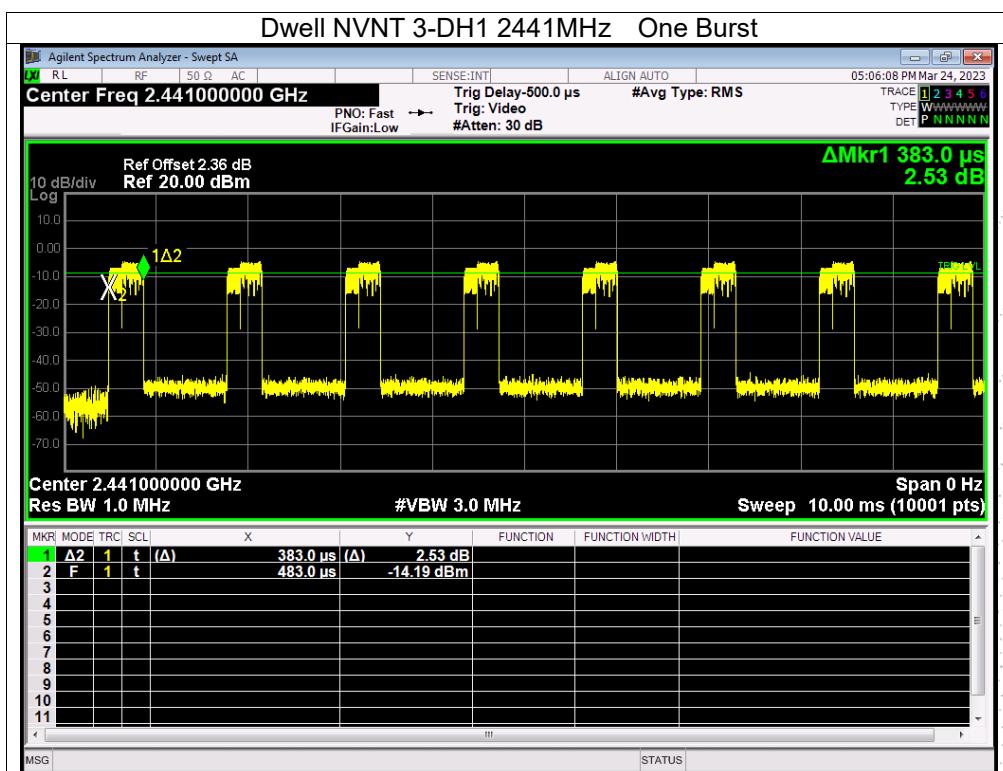 Dwell NVNT 3-DH1 2441MHz One Burst
Agilent Spectrum Analyzer - Swept SA
LXI RL RF 50 Ω AC SENSE:INT ALIGN AUTO 05:06:08 PM Mar 24, 2023
Center Freq 2.441000000 GHz
PNO: Fast
IFGain:Low
Trig Delay-500.0 µs
Trig: Video
#Atten: 30 dB
#Avg Type: RMS
TRACE 1 2 3 4 5 6
TYPE WWWWWW
DET P N N N N N
ΔMkr1 383.0 µs
2.53 dB
Ref Offset 2.36 dB
10 dB/div Ref 20.00 dBm
Log
10.0
0.00
-10.0
-20.0
-30.0
-40.0
-50.0
-60.0
-70.0
1Δ2
X2
TRIG LVL
Center 2.441000000 GHz Span 0 Hz
Res BW 1.0 MHz #VBW 3.0 MHz Sweep 10.00 ms (10001 pts)
MKR MODE TRC SCL X Y FUNCTION FUNCTION WIDTH FUNCTION VALUE
1 Δ2 1 t (Δ) 383.0 µs (Δ) 2.53 dB
2 F 1 t 483.0 µs -14.19 dBm
3
4
5
6
7
8
9
10
11
MSG STATUS